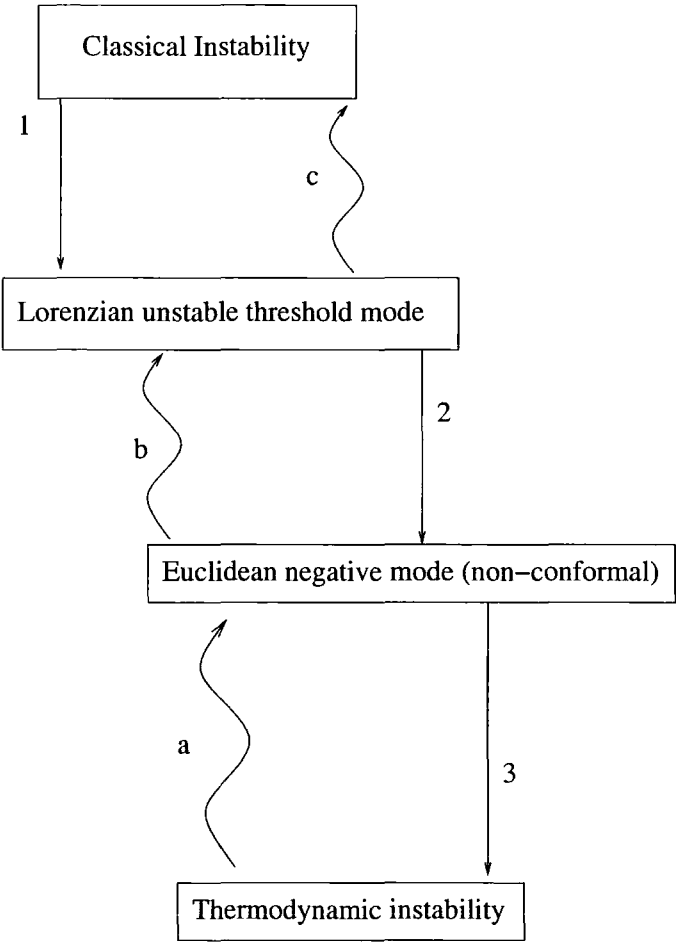 Classical Instability
1
c
Lorenzian unstable threshold mode
2
b
Euclidean negative mode (non–conformal)
a
3
Thermodynamic instability